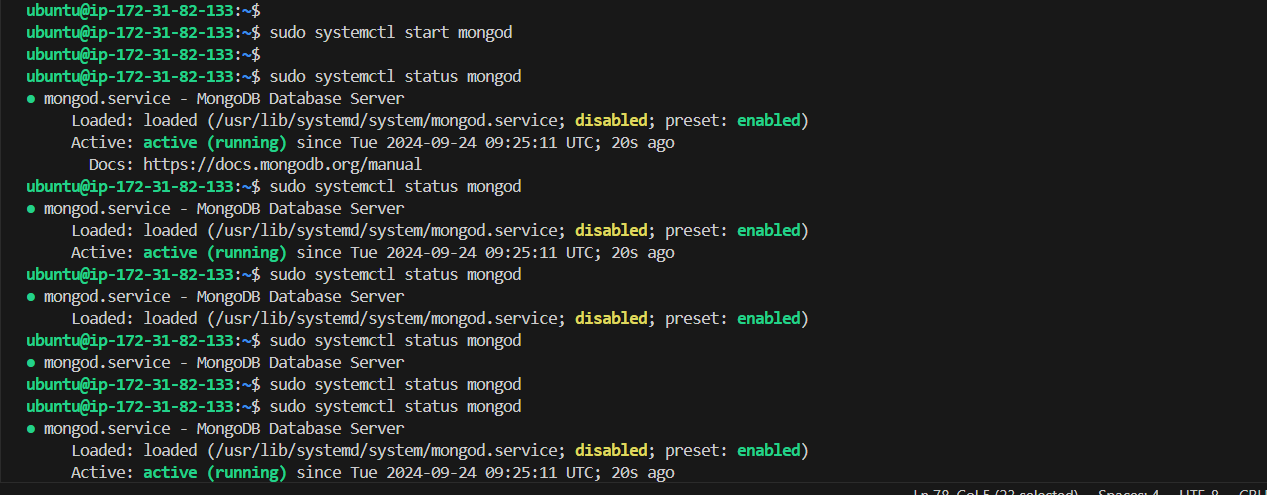 ubuntu@ip-172-31-82-133:~$
ubuntu@ip-172-31-82-133:~$ sudo systemctl start mongod
ubuntu@ip-172-31-82-133:~$
ubuntu@ip-172-31-82-133:~$ sudo systemctl status mongod
● mongod.service - MongoDB Database Server
     Loaded: loaded (/usr/lib/systemd/system/mongod.service; disabled; preset: enabled)
     Active: active (running) since Tue 2024-09-24 09:25:11 UTC; 20s ago
       Docs: https://docs.mongodb.org/manual
ubuntu@ip-172-31-82-133:~$ sudo systemctl status mongod
● mongod.service - MongoDB Database Server
     Loaded: loaded (/usr/lib/systemd/system/mongod.service; disabled; preset: enabled)
     Active: active (running) since Tue 2024-09-24 09:25:11 UTC; 20s ago
ubuntu@ip-172-31-82-133:~$ sudo systemctl status mongod
● mongod.service - MongoDB Database Server
     Loaded: loaded (/usr/lib/systemd/system/mongod.service; disabled; preset: enabled)
ubuntu@ip-172-31-82-133:~$ sudo systemctl status mongod
● mongod.service - MongoDB Database Server
ubuntu@ip-172-31-82-133:~$ sudo systemctl status mongod
ubuntu@ip-172-31-82-133:~$ sudo systemctl status mongod
● mongod.service - MongoDB Database Server
     Loaded: loaded (/usr/lib/systemd/system/mongod.service; disabled; preset: enabled)
     Active: active (running) since Tue 2024-09-24 09:25:11 UTC; 20s ago
Ln 78, Col 5 (23 selected) Spaces: 4 UTF-8